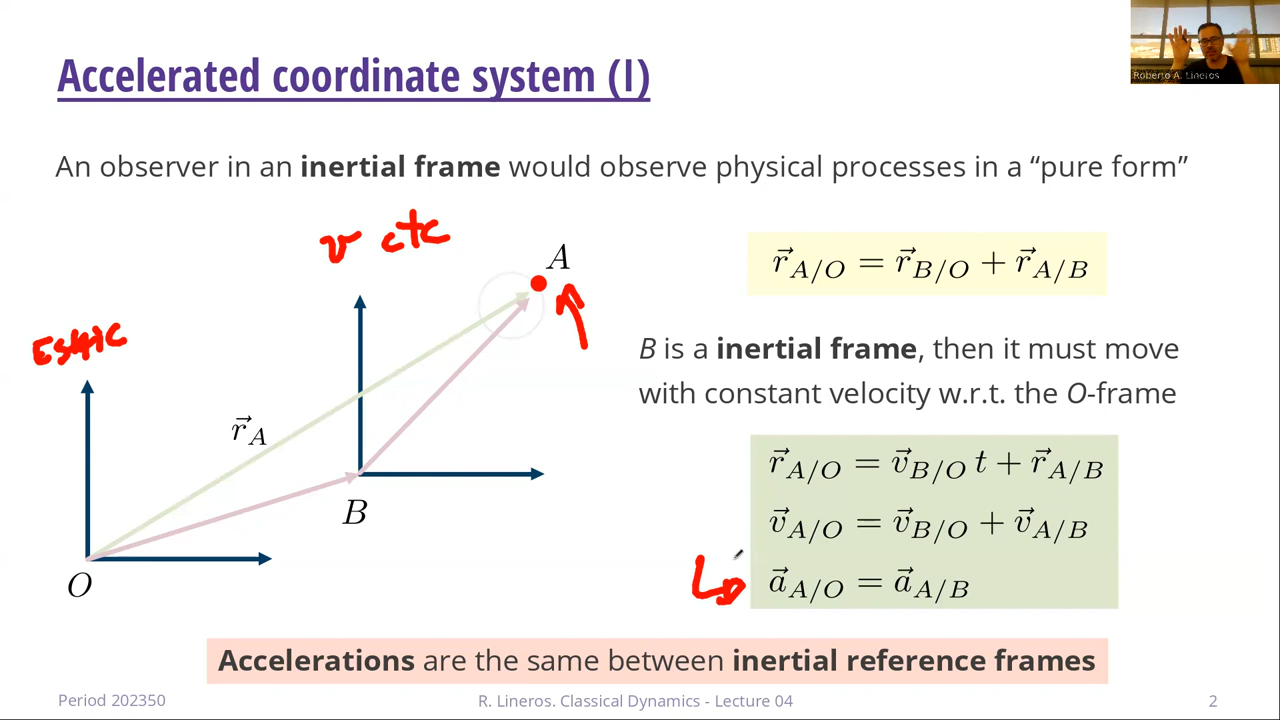 Accelerated coordinate system (I)
Roberto A. Lineros
An observer in an inertial frame would observe physical processes in a “pure form”
v cte
A
Estatic
r⃗_A
B
O
r⃗_{A/O} = r⃗_{B/O} + r⃗_{A/B}
B is a inertial frame, then it must move
with constant velocity w.r.t. the O-frame
r⃗_{A/O} = v⃗_{B/O} t + r⃗_{A/B}
v⃗_{A/O} = v⃗_{B/O} + v⃗_{A/B}
a⃗_{A/O} = a⃗_{A/B}
Accelerations are the same between inertial reference frames
Period 202350
R. Lineros. Classical Dynamics - Lecture 04
2